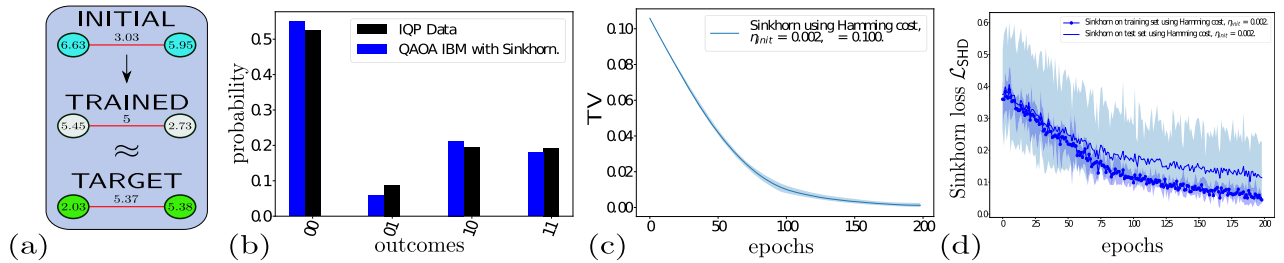 INITIAL
3.03
6.63
5.95
TRAINED
5
5.45
2.73
≈
TARGET
5.37
2.03
5.38
(a)
probability
0.5
0.4
0.3
0.2
0.1
0.0
IQP Data
QAOA IBM with Sinkhorn.
00
01
10
11
outcomes
(b)
TV
0.10
0.08
0.06
0.04
0.02
0.00
Sinkhorn using Hamming cost,
η_init = 0.002, = 0.100.
0
50
100
150
200
epochs
(c)
Sinkhorn loss ℒ_SHD
0.6
0.5
0.4
0.3
0.2
0.1
0.0
Sinkhorn on training set using Hamming cost, η_init = 0.002.
Sinkhorn on test set using Hamming cost, η_init = 0.002.
0
25
50
75
100
125
150
175
200
epochs
(d)